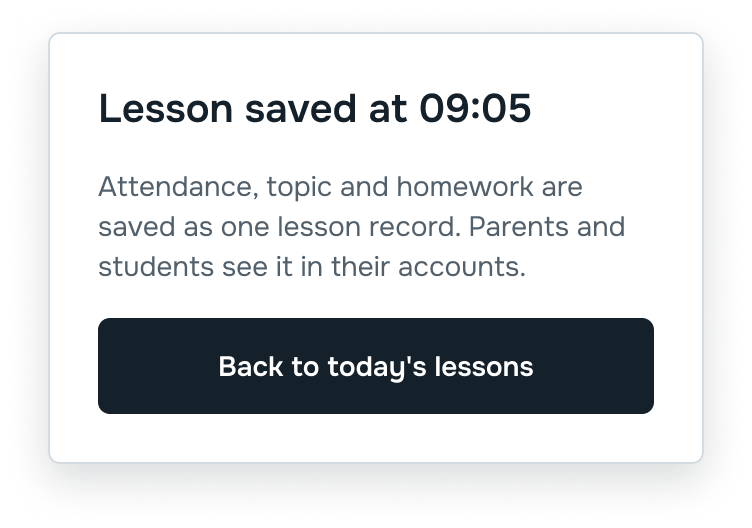 Lesson saved at 09:05
Attendance, topic and homework are
saved as one lesson record. Parents and
students see it in their accounts.
Back to today's lessons